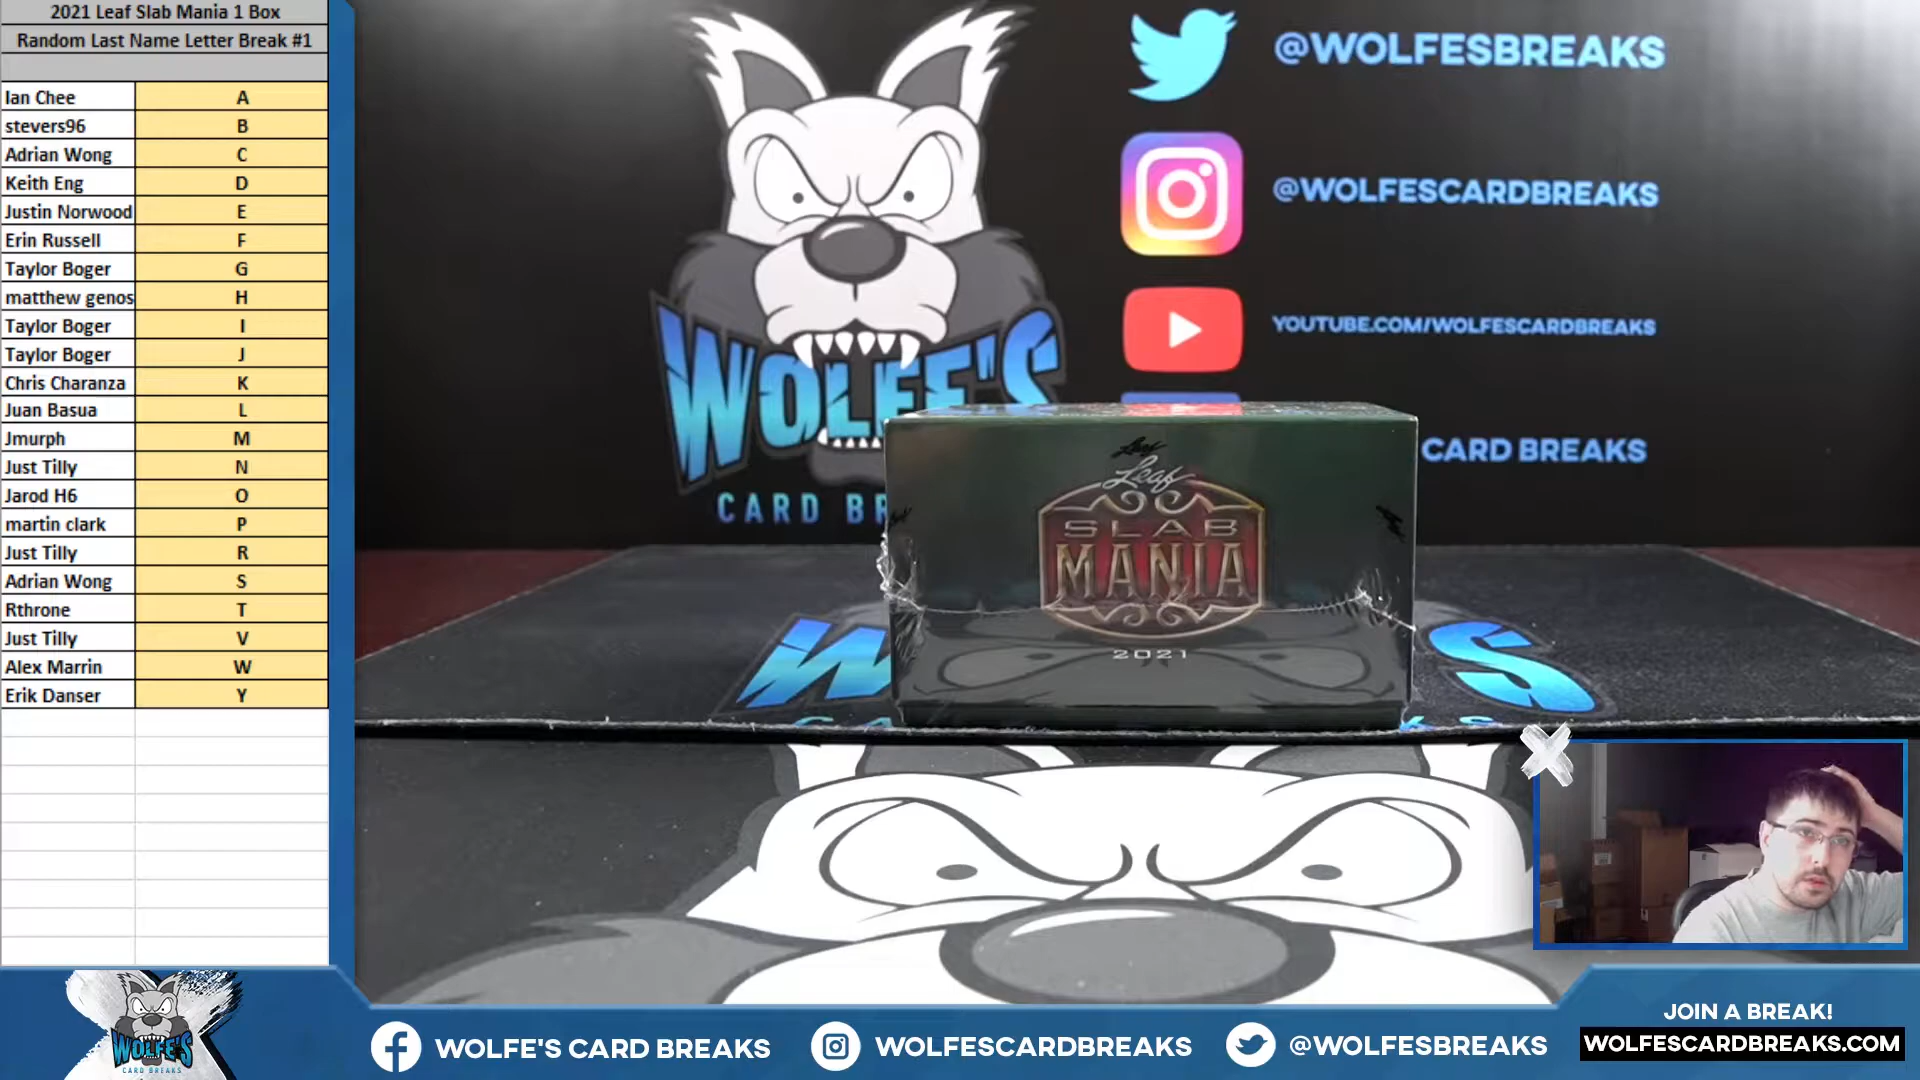 2021 Leaf Slab Mania 1 Box
Random Last Name Letter Break #1
Ian Chee A
stevers96 B
Adrian Wong C
Keith Eng D
Justin Norwood E
Erin Russell F
Taylor Boger G
matthew genos H
Taylor Boger I
Taylor Boger J
Chris Charanza K
Juan Basua L
Jmurph M
Just Tilly N
Jarod H6 O
martin clark P
Just Tilly R
Adrian Wong S
Rthrone T
Just Tilly V
Alex Marrin W
Erik Danser Y
@WOLFESBREAKS
@WOLFESCARDBREAKS
YOUTUBE.COM/WOLFESCARDBREAKS
CARD BREAKS
WOLFE'S
CARD BR
Leaf
Leaf
SLAB
MANIA
2021
W S
WOLFE'S
CARD BREAKS
WOLFE'S CARD BREAKS
WOLFESCARDBREAKS
@WOLFESBREAKS
JOIN A BREAK!
WOLFESCARDBREAKS.COM